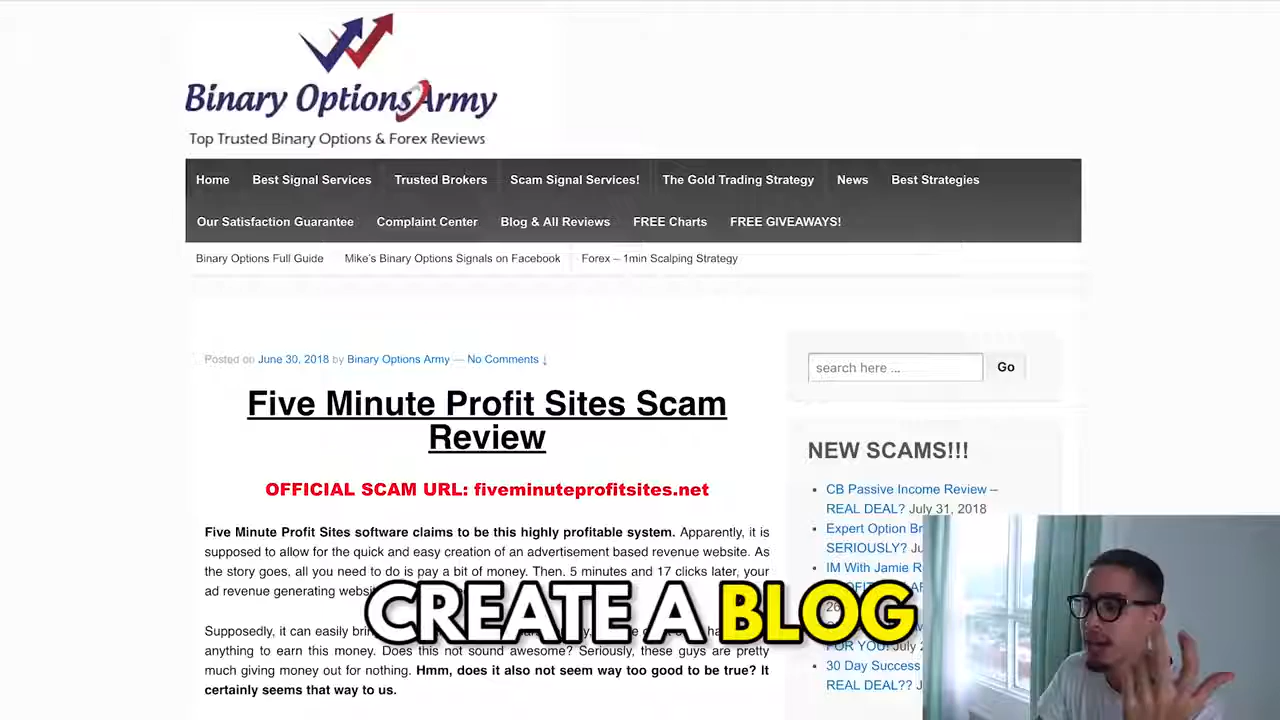 Binary Options Army
Top Trusted Binary Options & Forex Reviews
Home Best Signal Services Trusted Brokers Scam Signal Services! The Gold Trading Strategy News Best Strategies
Our Satisfaction Guarantee Complaint Center Blog & All Reviews FREE Charts FREE GIVEAWAYS!
Binary Options Full Guide Mike's Binary Options Signals on Facebook Forex – 1min Scalping Strategy
Posted on June 30, 2018 by Binary Options Army — No Comments ↓
Five Minute Profit Sites Scam
Review
OFFICIAL SCAM URL: fiveminuteprofitsites.net
Five Minute Profit Sites software claims to be this highly profitable system. Apparently, it is
supposed to allow for the quick and easy creation of an advertisement based revenue website. As
the story goes, all you need to do is pay a bit of money. Then, 5 minutes and 17 clicks later, your
ad revenue generating
Supposedly, it can easily
anything to earn this money. Does this not sound awesome? Seriously, these guys are pretty
much giving money out for nothing. Hmm, does it also not seem way too good to be true? It
certainly seems that way to us.
search here ...
Go
NEW SCAMS!!!
CB Passive Income Review –
REAL DEAL? July 31, 2018
Expert Option
SERIOUSLY?
IM With Jamie
26
FOR YOU!
30 Day Success
REAL DEAL??
CREATE A BLOG